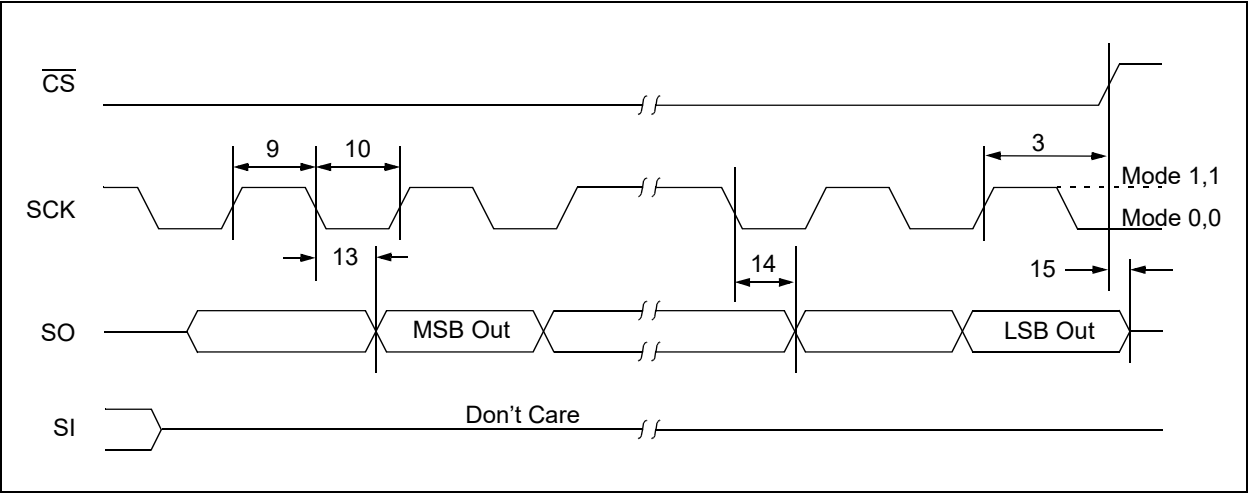 CS
9
10
3
Mode 1,1
SCK
Mode 0,0
13
14
15
SO
MSB Out
LSB Out
Don't Care
SI